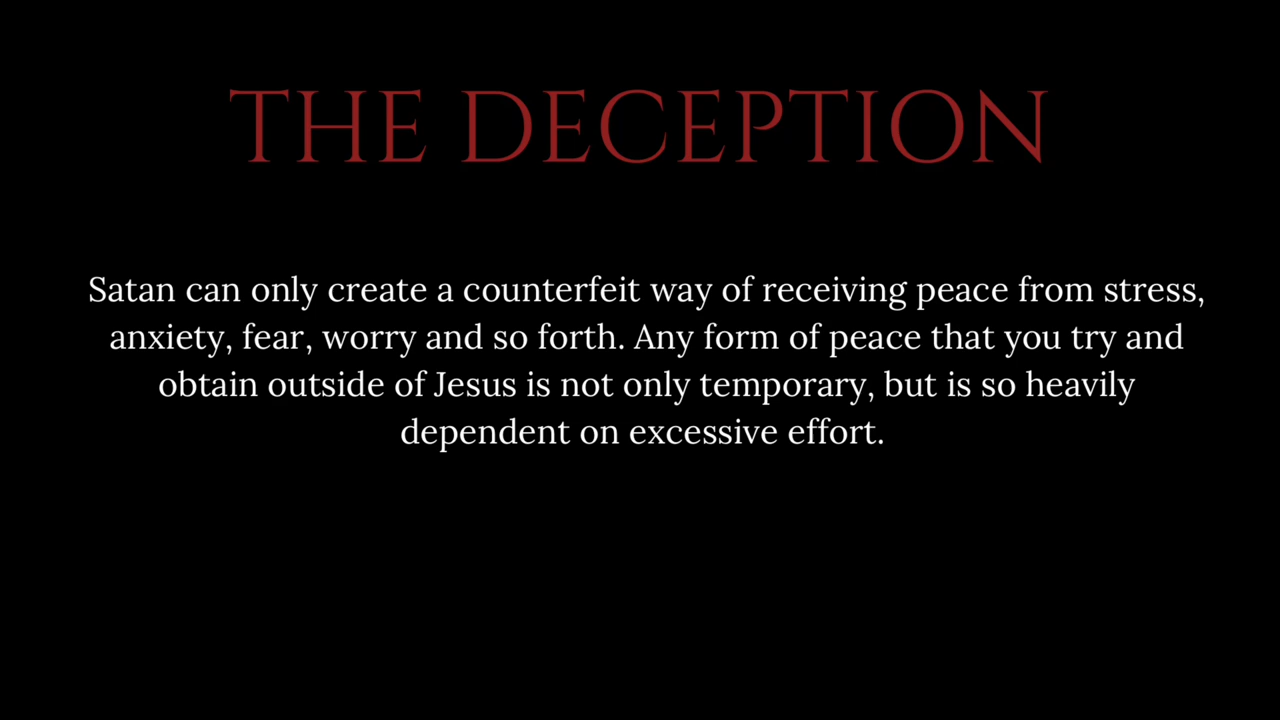 THE DECEPTION
Satan can only create a counterfeit way of receiving peace from stress,
anxiety, fear, worry and so forth. Any form of peace that you try and
obtain outside of Jesus is not only temporary, but is so heavily
dependent on excessive effort.